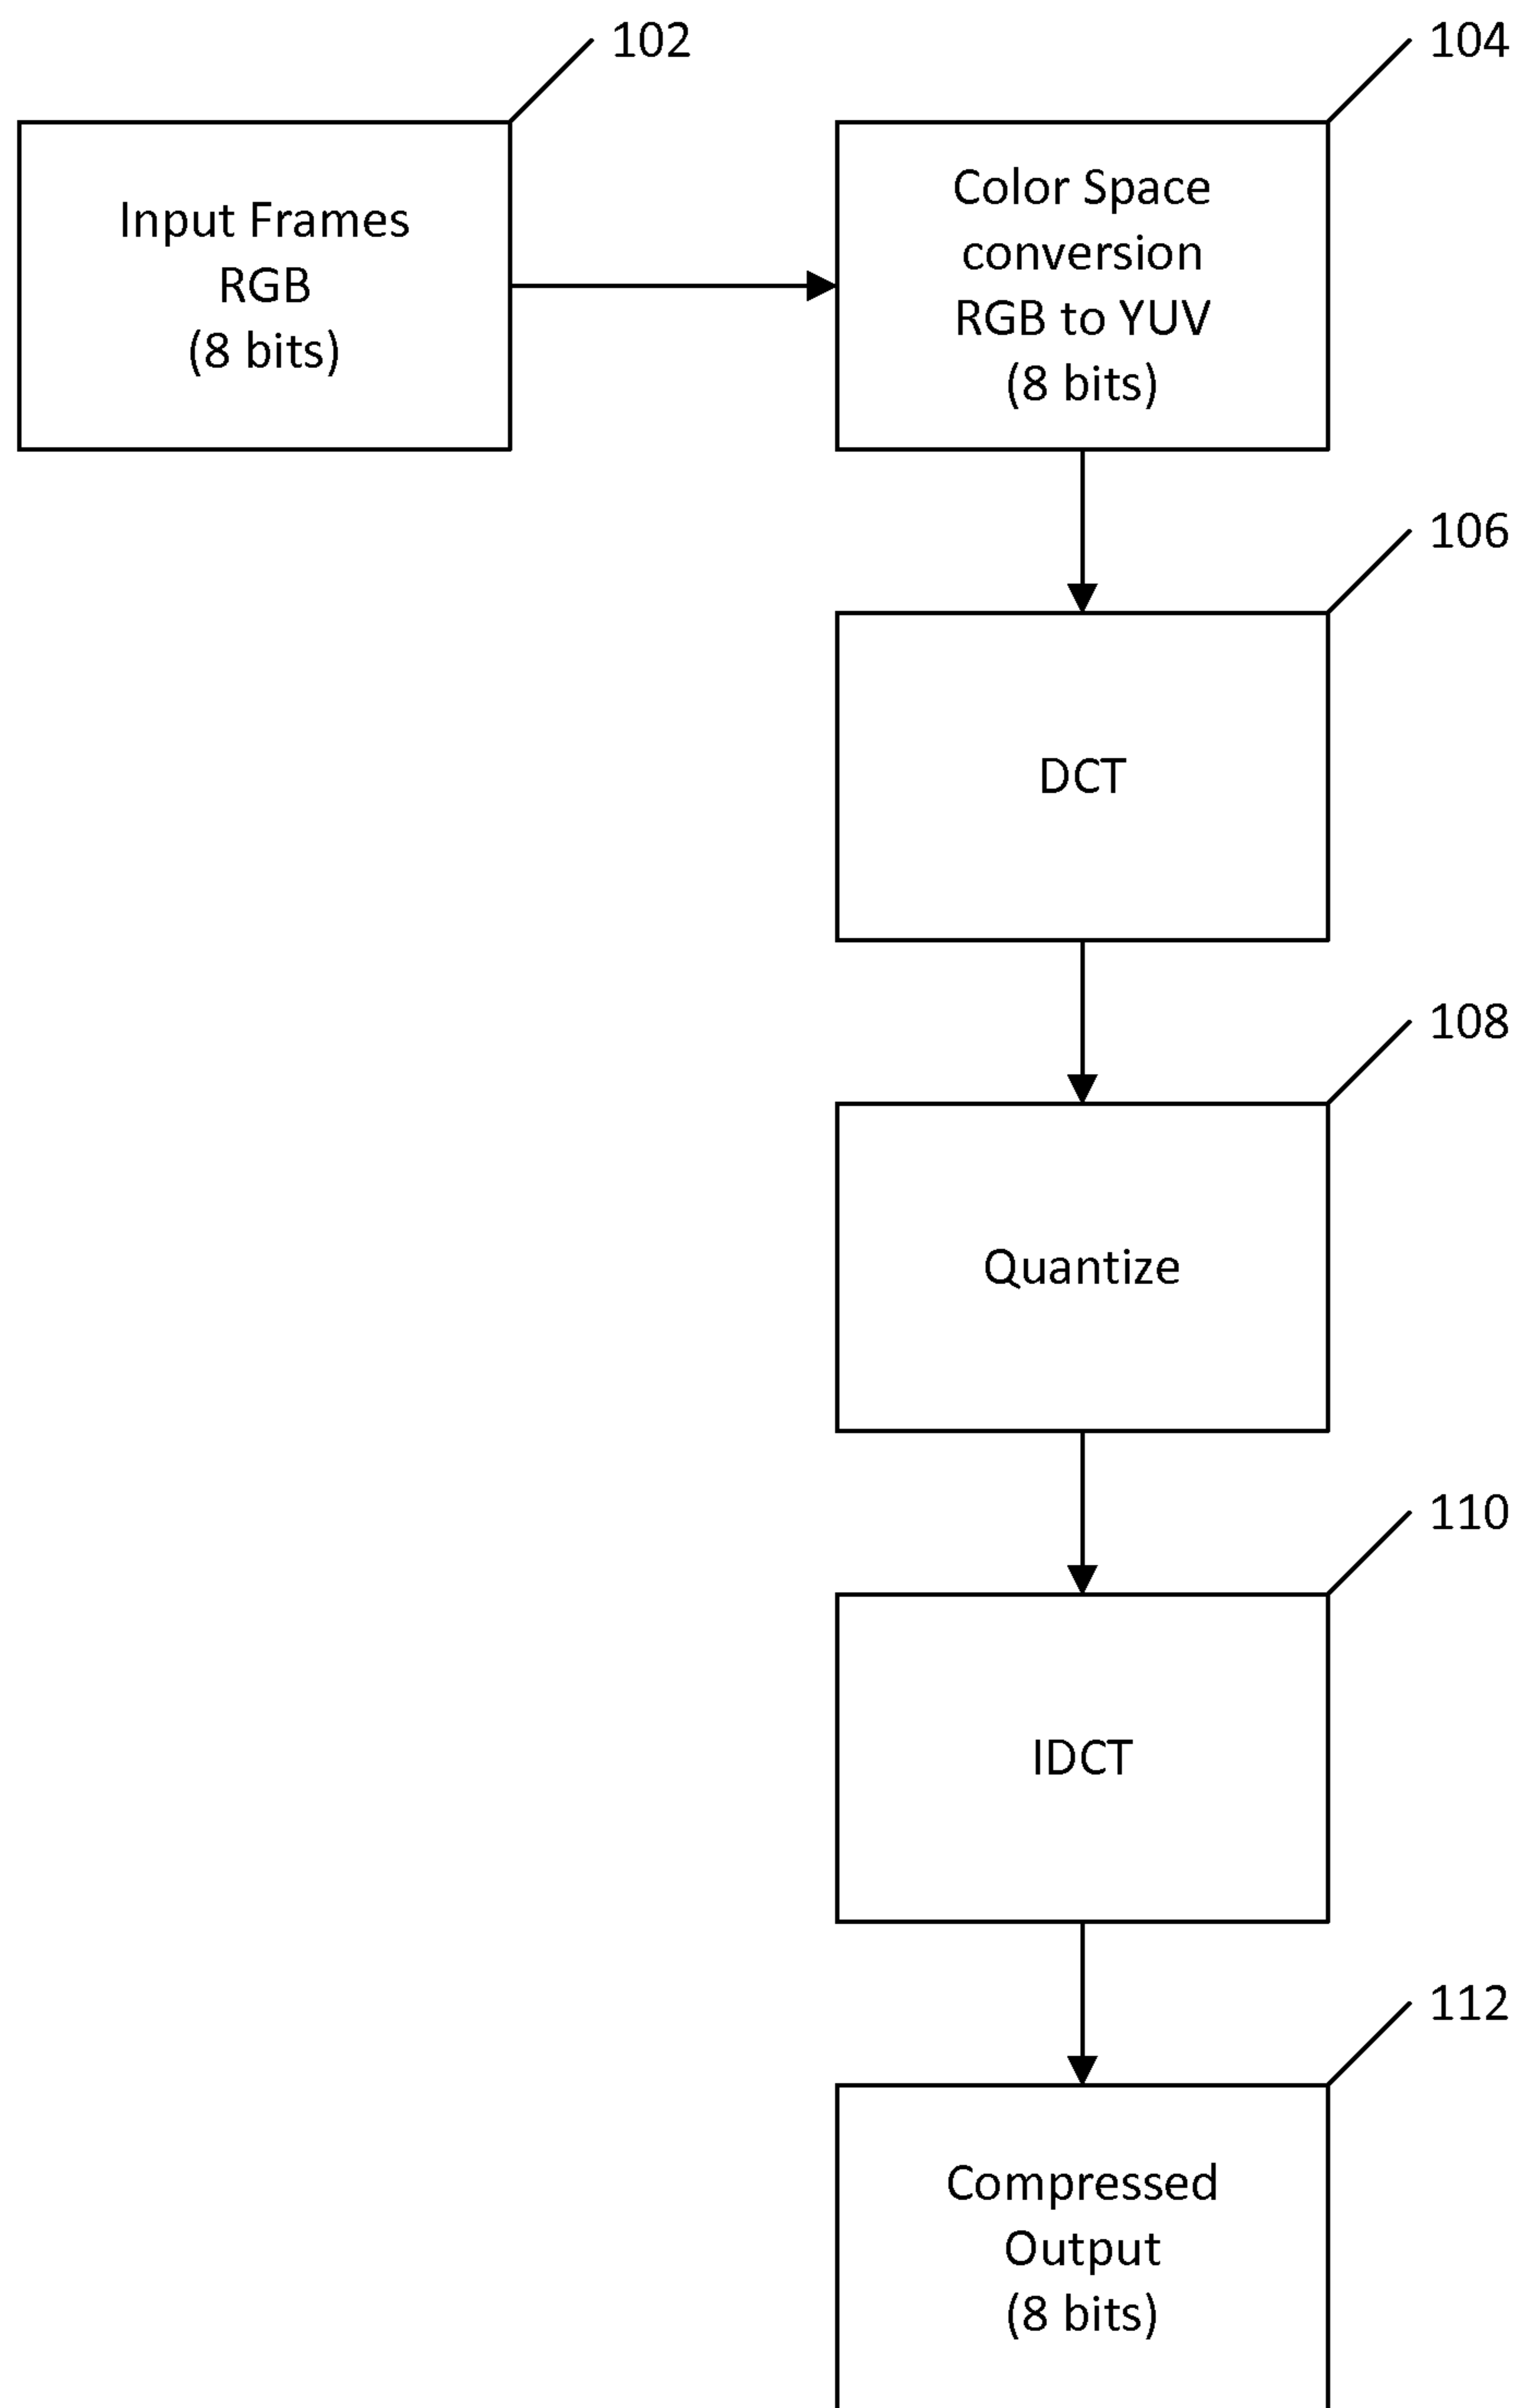 102
Input Frames
RGB
(8 bits)
104
Color Space
conversion
RGB to YUV
(8 bits)
106
DCT
108
Quantize
110
IDCT
112
Compressed
Output
(8 bits)